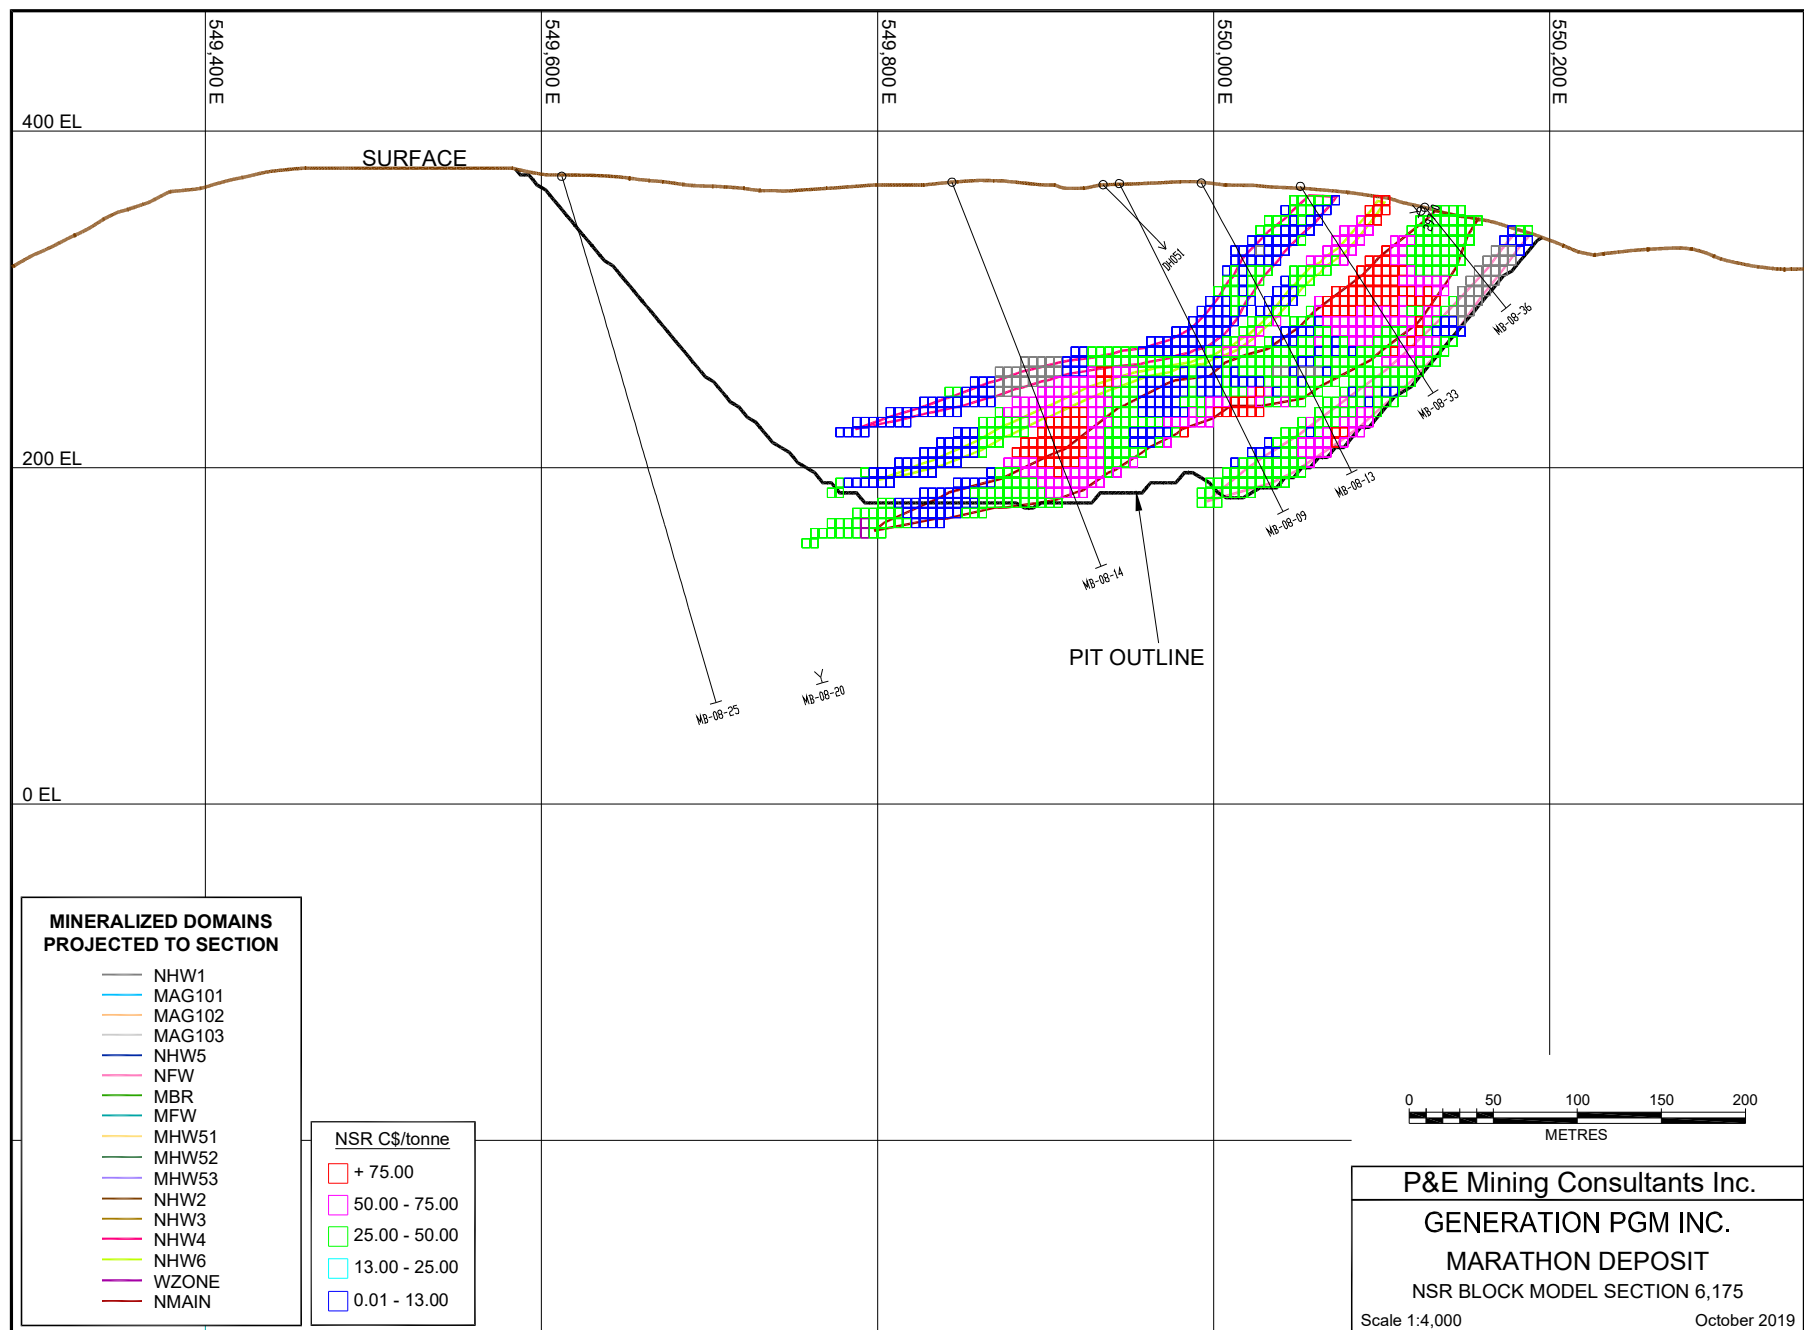 549,400 E
549,600 E
549,800 E
550,000 E
550,200 E
400 EL
SURFACE
DH051
MB-08-36
MB-08-33
200 EL
MB-08-13
MB-08-09
MB-08-14
PIT OUTLINE
MB-08-20
MB-08-25
0 EL
MINERALIZED DOMAINS
PROJECTED TO SECTION
NHW1
MAG101
MAG102
MAG103
NHW5
NFW
MBR
MFW
MHW51
MHW52
MHW53
NHW2
NHW3
NHW4
NHW6
WZONE
NMAIN
NSR C$/tonne
+ 75.00
50.00 - 75.00
25.00 - 50.00
13.00 - 25.00
0.01 - 13.00
0 50 100 150 200
METRES
P&E Mining Consultants Inc.
GENERATION PGM INC.
MARATHON DEPOSIT
NSR BLOCK MODEL SECTION 6,175
Scale 1:4,000 October 2019